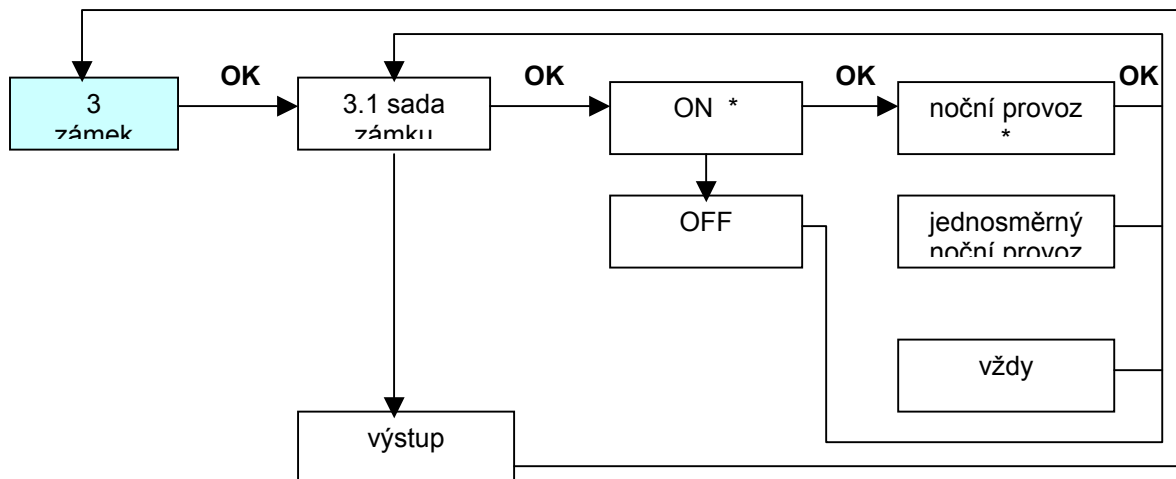 OK
OK
OK
OK
3
zámek
3.1 sada
zámku
ON *
noční provoz
*
OFF
jednosměrný
noční provoz
vždy
výstup